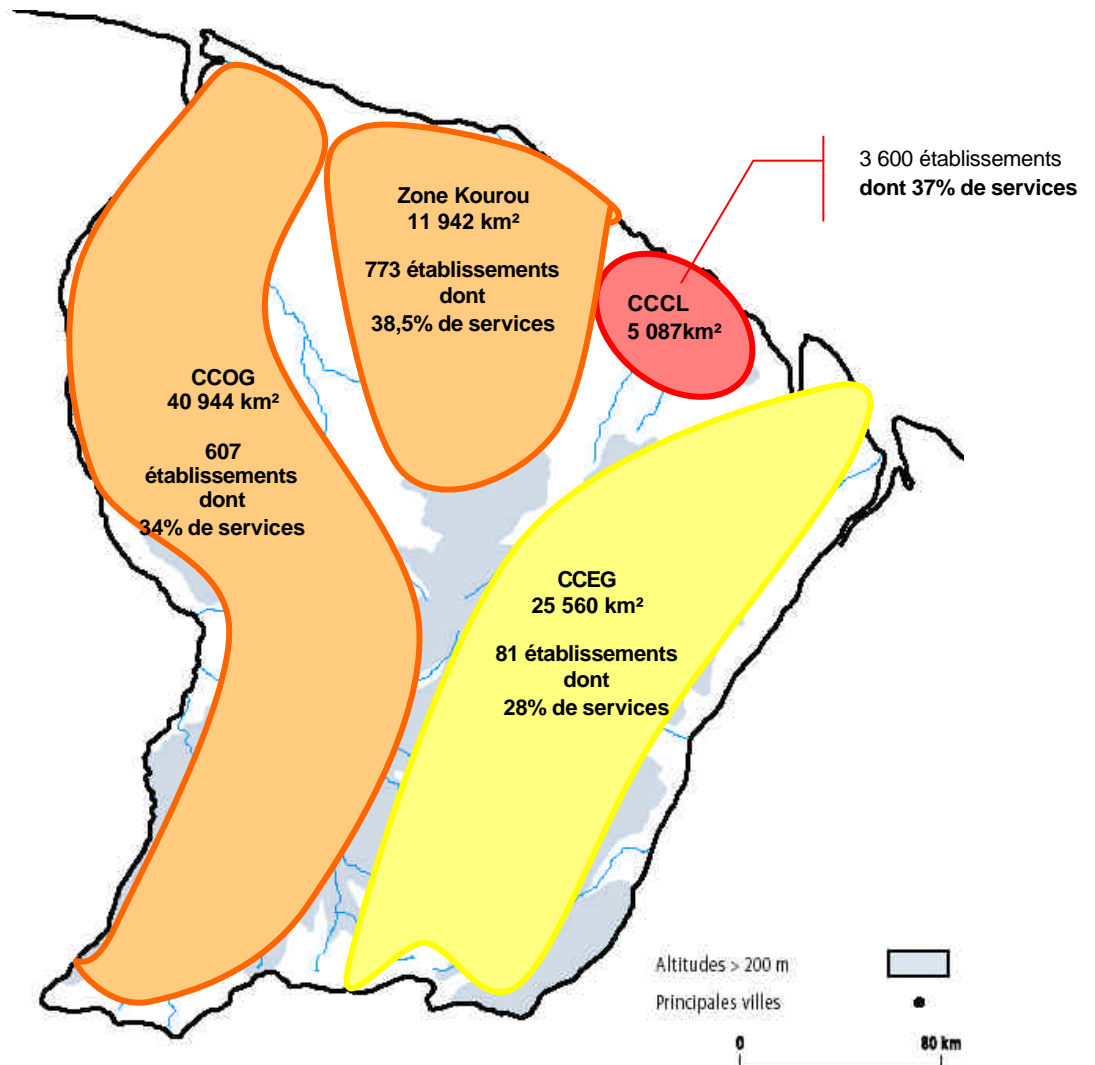 3 600 établissements
dont 37% de services
Zone Kourou
11 942 km²
773 établissements
dont
38,5% de services
CCCL
5 087km²
CCOG
40 944 km²
607
établissements
dont
34% de services
CCEG
25 560 km²
81 établissements
dont
28% de services
Altitudes > 200 m
Principales villes
0 80 km